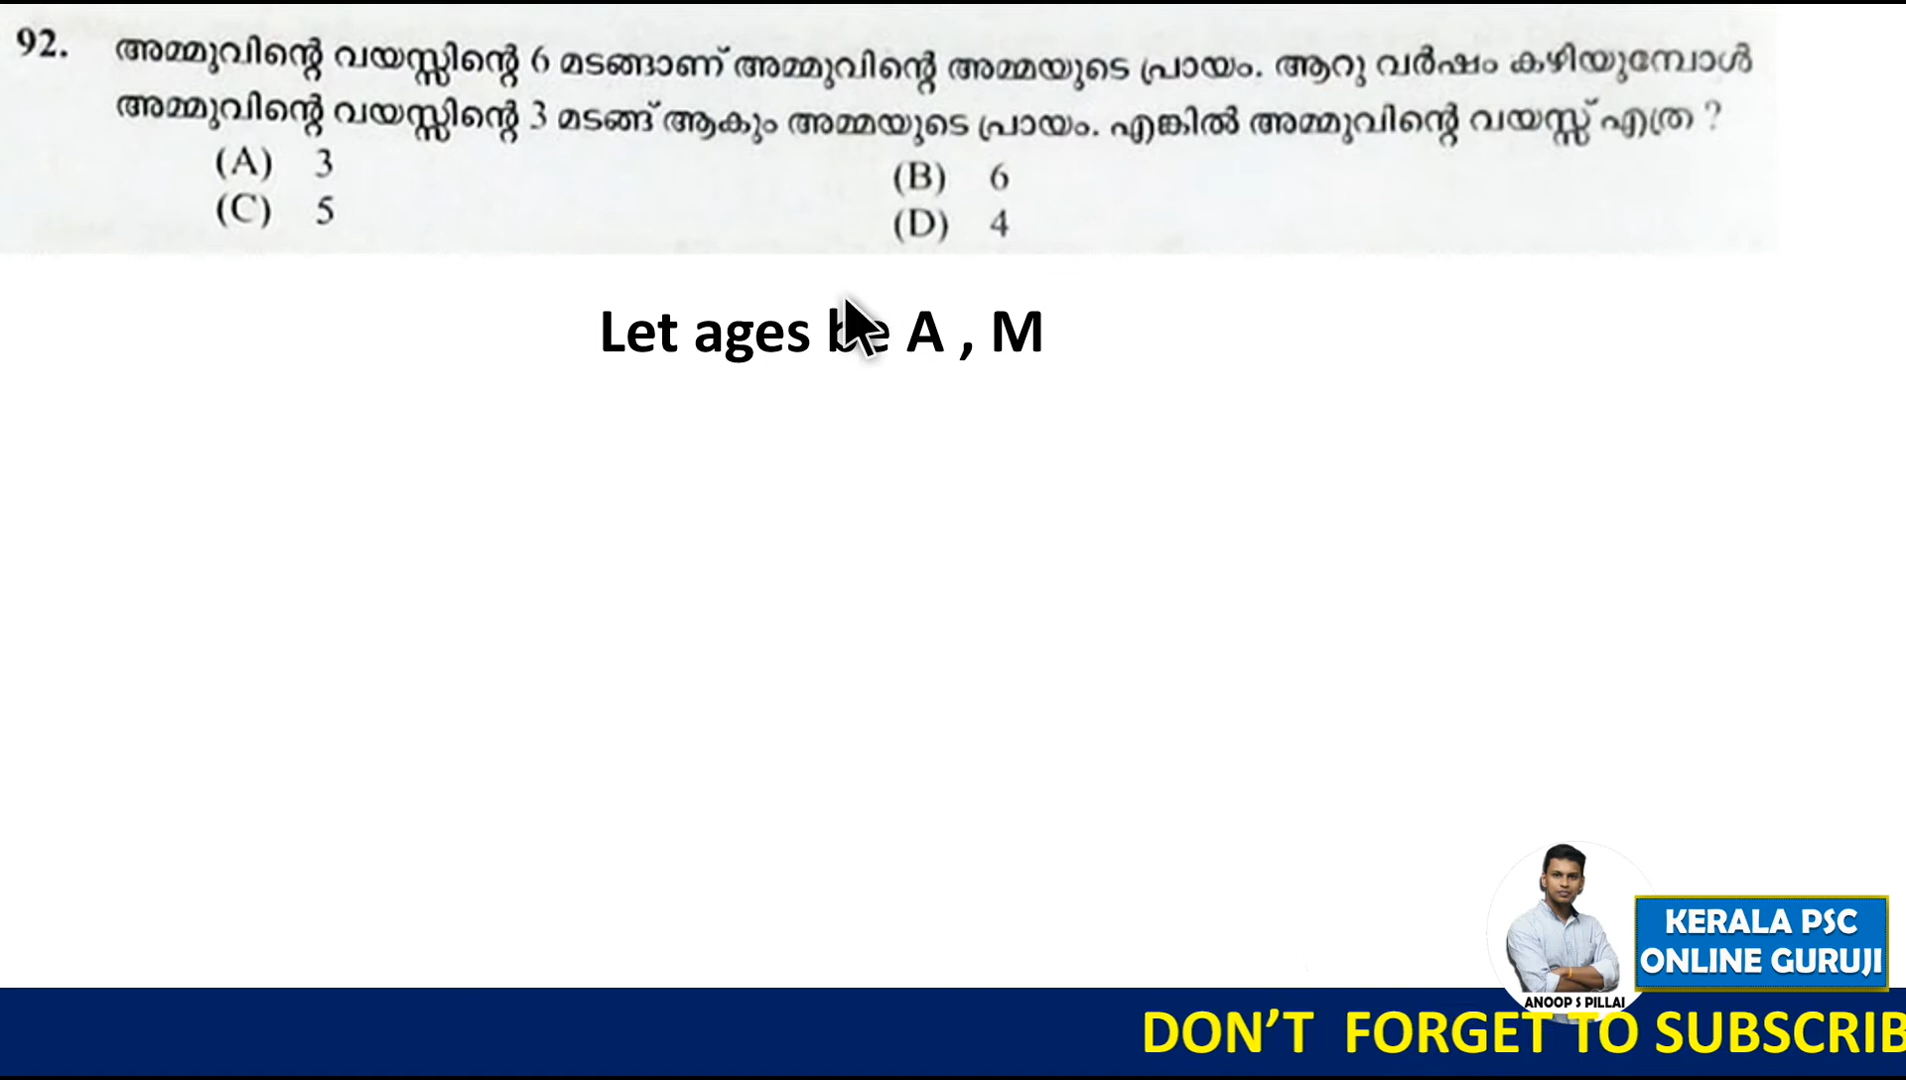 92. അമ്മുവിന്റെ വയസ്സിന്റെ 6 മടങ്ങാണ് അമ്മുവിന്റെ അമ്മയുടെ പ്രായം. ആറു വർഷം കഴിയുമ്പോൾ
അമ്മുവിന്റെ വയസ്സിന്റെ 3 മടങ്ങ് ആകും അമ്മയുടെ പ്രായം. എങ്കിൽ അമ്മുവിന്റെ വയസ്സ് എത്ര ?
(A) 3 (B) 6
(C) 5 (D) 4
Let ages be A , M
KERALA PSC
ONLINE GURUJI
ANOOP S PILLAI
DON’T FORGET TO SUBSCRIB